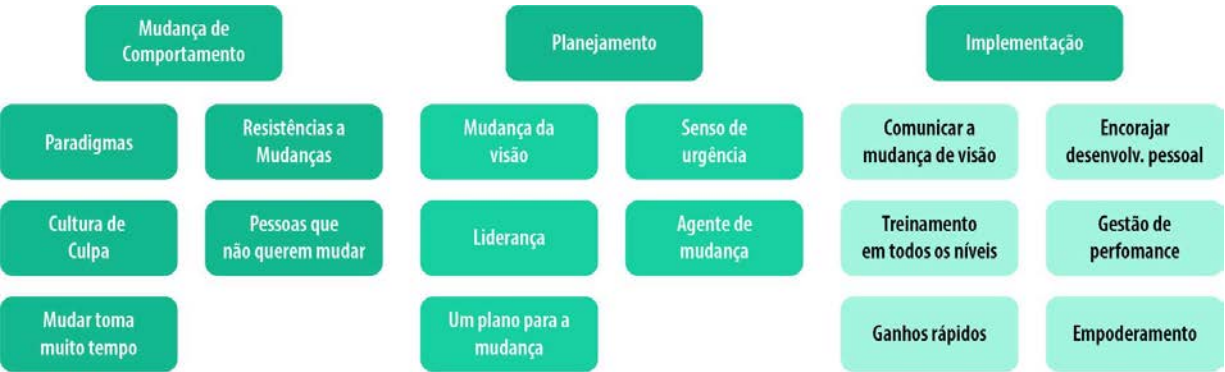 Mudança de
Comportamento
Planejamento
Implementação
Paradigmas
Resistências a
Mudanças
Mudança da
visão
Senso de
urgência
Comunicar a
mudança de visão
Encorajar
desenvolv. pessoal
Cultura de
Culpa
Pessoas que
não querem mudar
Liderança
Agente de
mudança
Treinamento
em todos os níveis
Gestão de
perfomance
Mudar toma
muito tempo
Um plano para a
mudança
Ganhos rápidos
Empoderamento